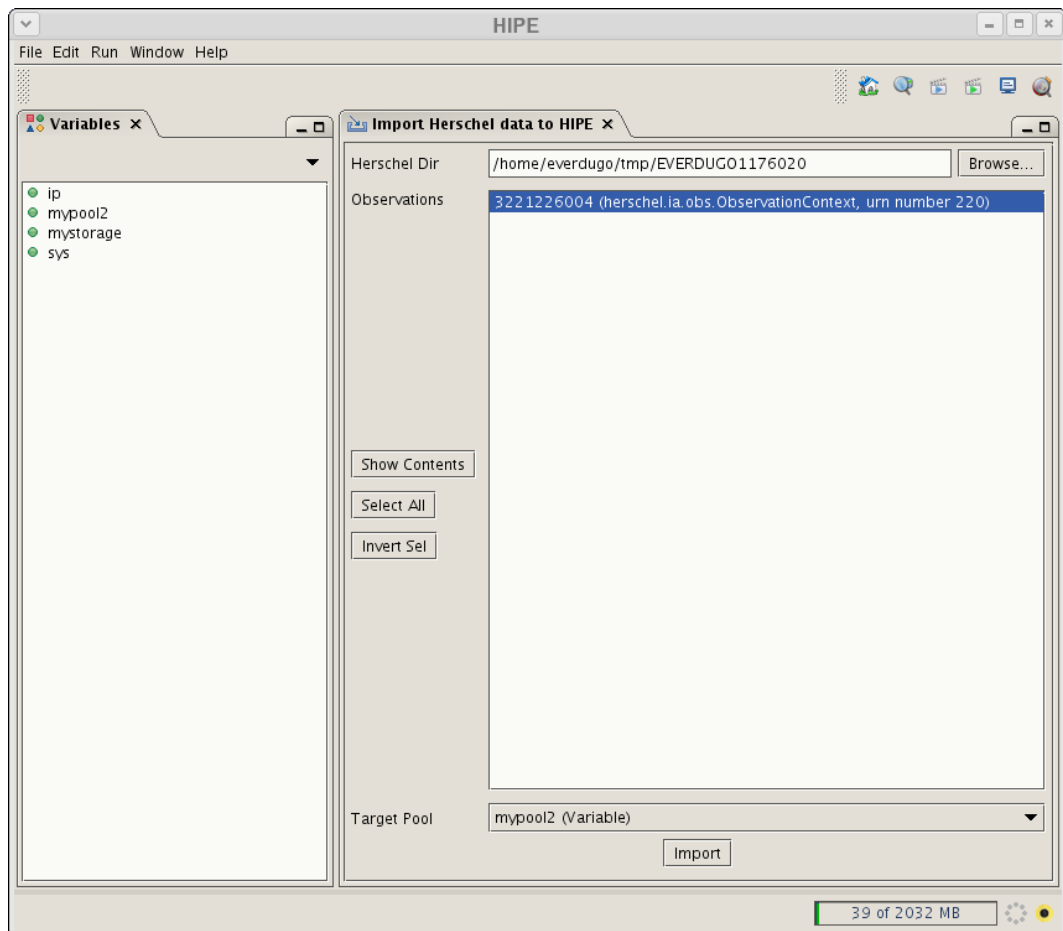 HIPE
File Edit Run Window Help
Variables
Import Herschel data to HIPE
Herschel Dir
/home/everdugo/tmp/EVERDUGO1176020
Browse...
ip
mypool2
mystorage
sys
Observations
3221226004 (herschel.ia.obs.ObservationContext, urn number 220)
Show Contents
Select All
Invert Sel
Target Pool
mypool2 (Variable)
Import
39 of 2032 MB